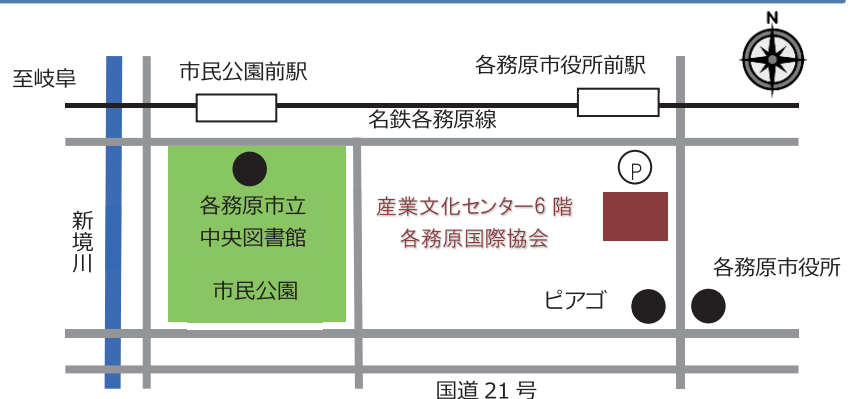 N
至岐阜
市民公園前駅
各務原市役所前駅
名鉄各務原線
P
各務原市立
中央図書館
市民公園
産業文化センター6 階
各務原国際協会
新境川
各務原市役所
ピアゴ
国道 21 号